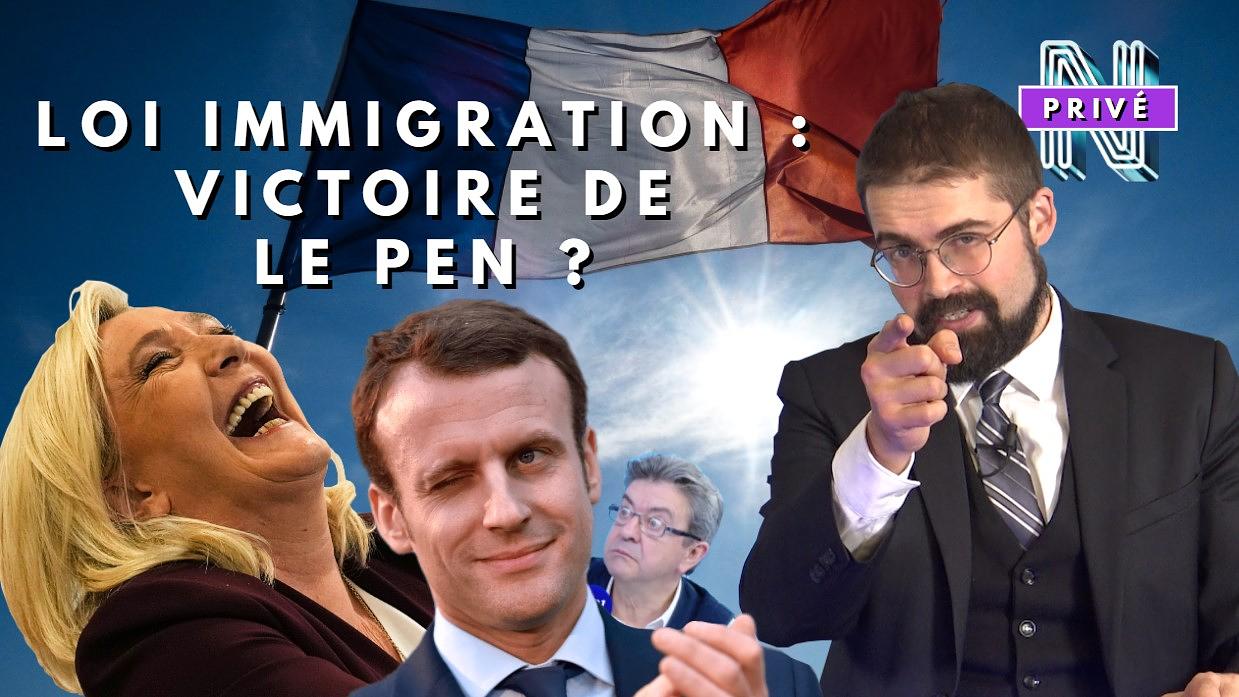 LOI IMMIGRATION :
VICTOIRE DE
LE PEN ?
N
PRIVÉ